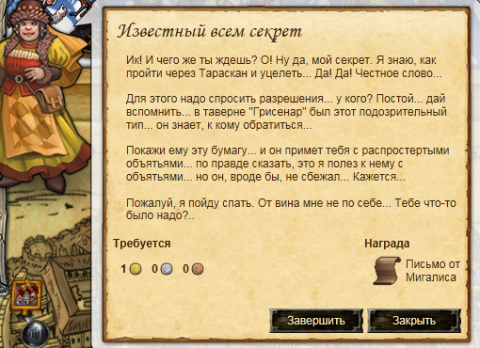 Известный всем секрет
Ик! И чего же ты ждешь? О! Ну да, мой секрет. Я знаю, как
пройти через Тараскан и уцелеть... Да! Да! Честное слово...
Для этого надо спросить разрешения... у кого? Постой... дай
вспомнить... в таверне "Грисенар" был этот подозрительный
тип... он знает, к кому обратиться...
Покажи ему эту бумагу... и он примет тебя с распростертыми
объятьями... по правде сказать, это я полез к нему с
объятьями... но он, вроде бы, не сбежал... Кажется...
Пожалуй, я пойду спать. От вина мне не по себе... Тебе что-то
было надо?..
Требуется
Награда
1 0 0
Письмо от
Мигалиса
Завершить
Закрыть